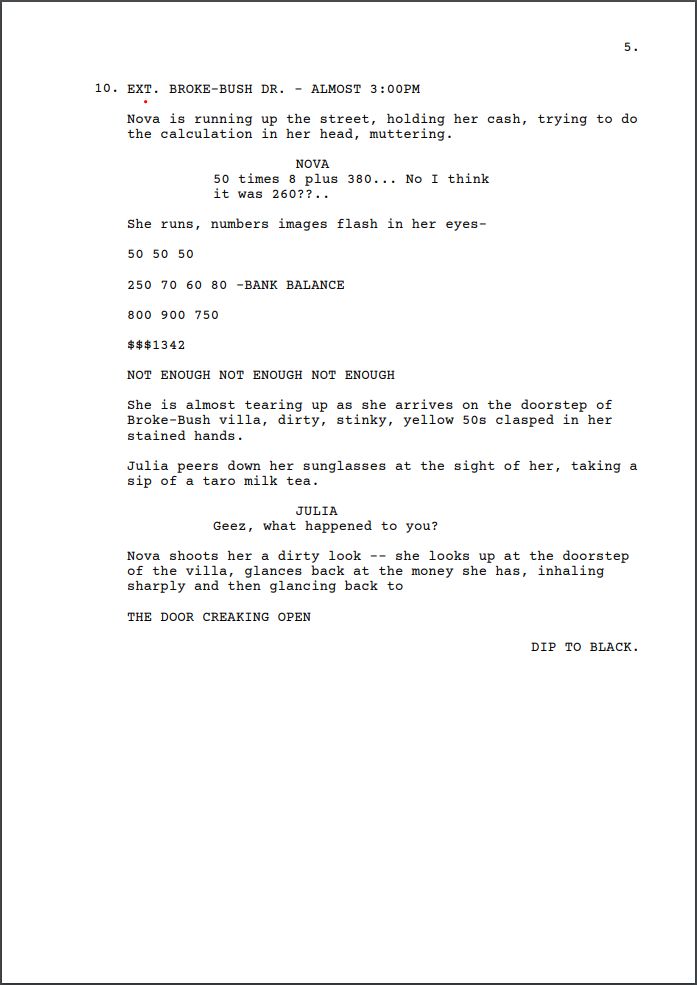 5.
10. EXT. BROKE-BUSH DR. - ALMOST 3:00PM
Nova is running up the street, holding her cash, trying to do
the calculation in her head, muttering.
NOVA
50 times 8 plus 380... No I think
it was 260??..
She runs, numbers images flash in her eyes-
50 50 50
250 70 60 80 -BANK BALANCE
800 900 750
$$$1342
NOT ENOUGH NOT ENOUGH NOT ENOUGH
She is almost tearing up as she arrives on the doorstep of
Broke-Bush villa, dirty, stinky, yellow 50s clasped in her
stained hands.
Julia peers down her sunglasses at the sight of her, taking a
sip of a taro milk tea.
JULIA
Geez, what happened to you?
Nova shoots her a dirty look -- she looks up at the doorstep
of the villa, glances back at the money she has, inhaling
sharply and then glancing back to
THE DOOR CREAKING OPEN
DIP TO BLACK.